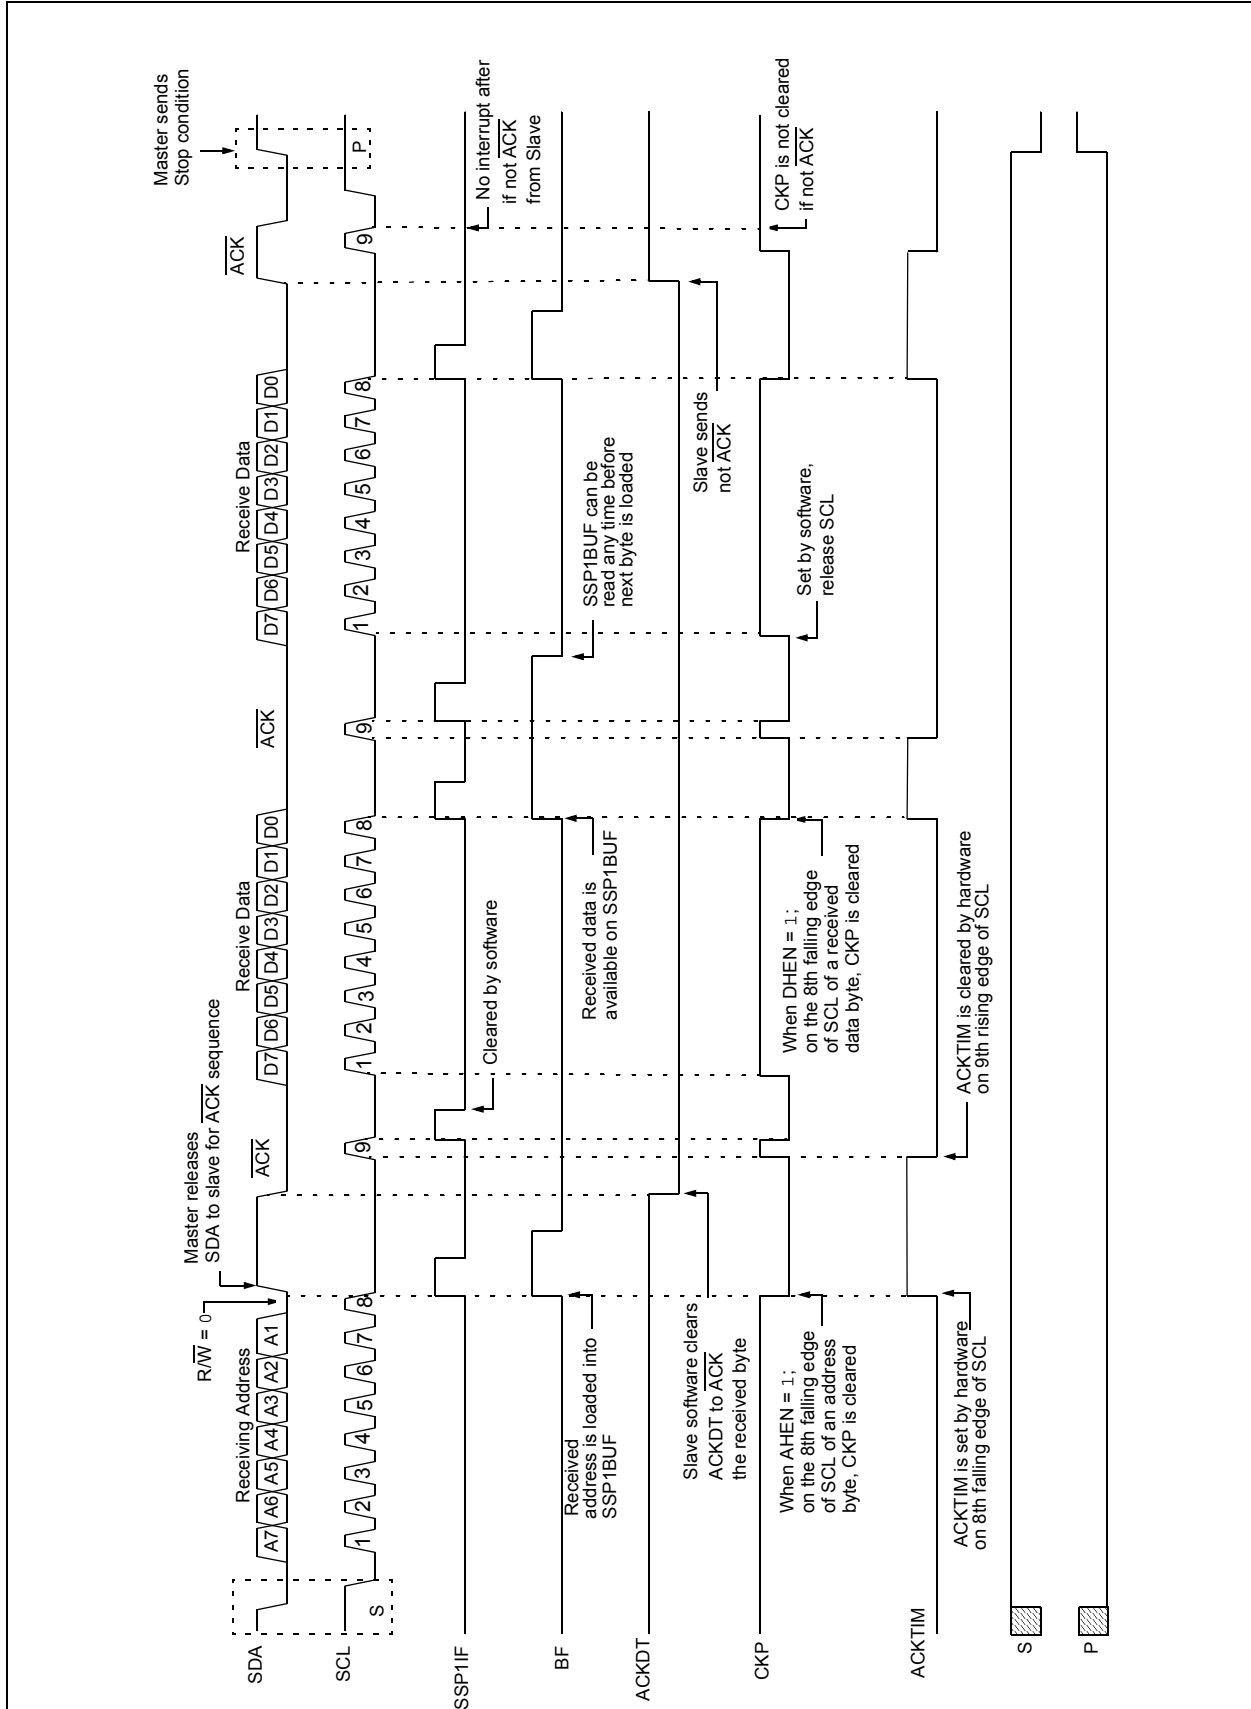 Master releases
SDA to slave for ACK sequence
Master sends
Stop condition
R/W = 0
Receiving Address
ACK
Receive Data
ACK
Receive Data
ACK
SDA
A7 A6 A5 A4 A3 A2 A1
D7 D6 D5 D4 D3 D2 D1 D0
D7 D6 D5 D4 D3 D2 D1 D0
SCL
S
1 2 3 4 5 6 7 8 9
1 2 3 4 5 6 7 8 9
1 2 3 4 5 6 7 8 9
P
SSP1IF
Cleared by software
No interrupt after
if not ACK
from Slave
BF
Received
address is loaded into
SSP1BUF
Received data is
available on SSP1BUF
SSP1BUF can be
read any time before
next byte is loaded
ACKDT
Slave software clears
ACKDT to ACK
the received byte
Slave sends
not ACK
CKP
When AHEN = 1;
on the 8th falling edge
of SCL of an address
byte, CKP is cleared
When DHEN = 1;
on the 8th falling edge
of SCL of a received
data byte, CKP is cleared
Set by software,
release SCL
CKP is not cleared
if not ACK
ACKTIM
ACKTIM is set by hardware
on 8th falling edge of SCL
ACKTIM is cleared by hardware
on 9th rising edge of SCL
S
P